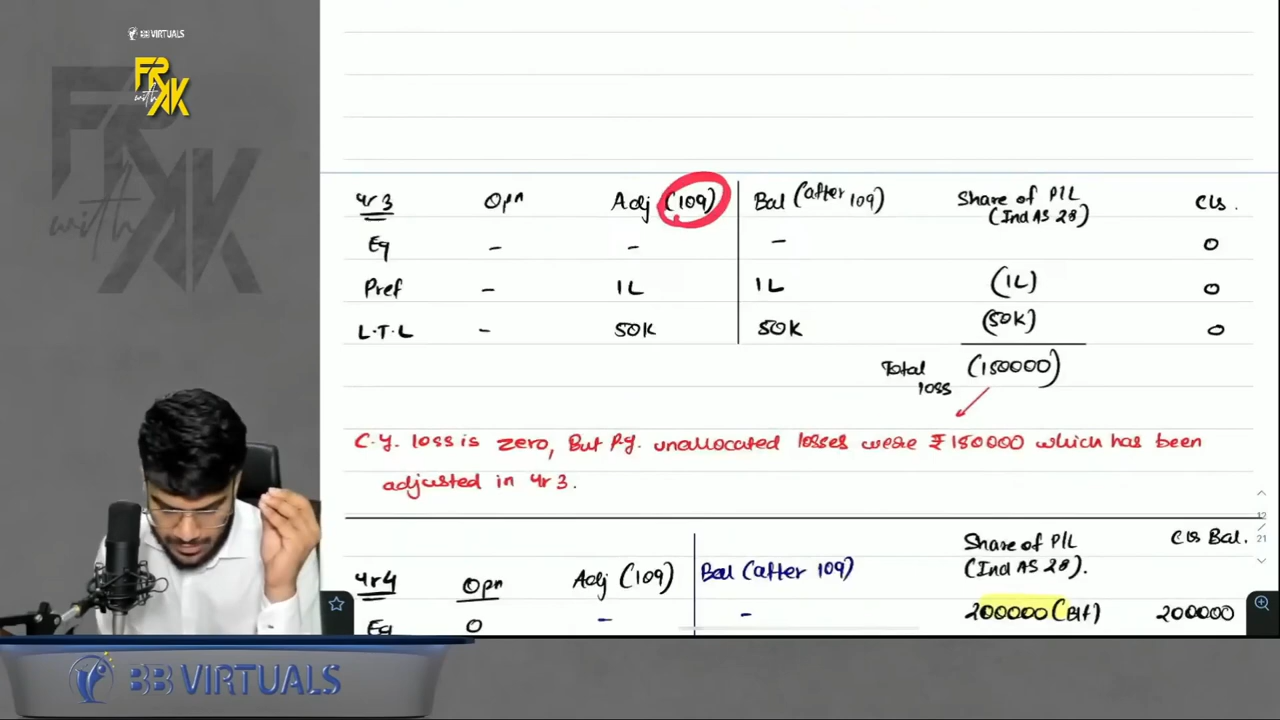 BB VIRTUALS
FR
with
KK
Yr3 Opn Adj (109) Bal (after 109) Share of P/L Cls.
(Ind AS 28)
Eq - - - 0
Pref - 1L 1L (1L) 0
L.T.L - 50K 50K (50K) 0
Total loss (150000)
C.Y. loss is zero, But P.Y. unallocated losses were ₹150000 which has been
adjusted in Yr3.
12
21
Yr4 Opn Adj (109) Bal (after 109) Share of P/L Cls Bal.
(Ind AS 28).
Eq 0 - - 200000 (B/f) 200000
BB VIRTUALS